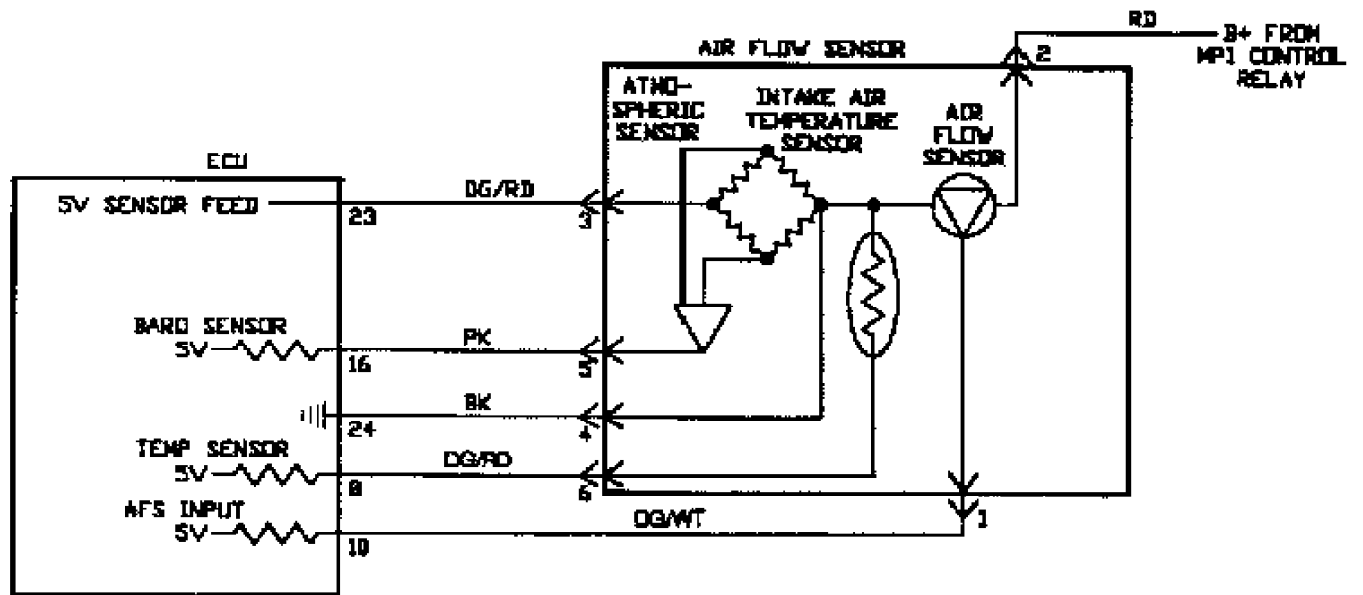 RD
B+ FROM
MPI CONTROL
RELAY
2
AIR FLOW SENSOR
ATMO-
SPHERIC
SENSOR
INTAKE AIR
TEMPERATURE
SENSOR
AIR
FLOW
SENSOR
ECU
5V SENSOR FEED
23
DG/RD
3
BARO SENSOR
5V
16
PK
5
24
BK
4
TEMP SENSOR
5V
8
DG/RD
6
AFS INPUT
5V
10
DG/WT
1